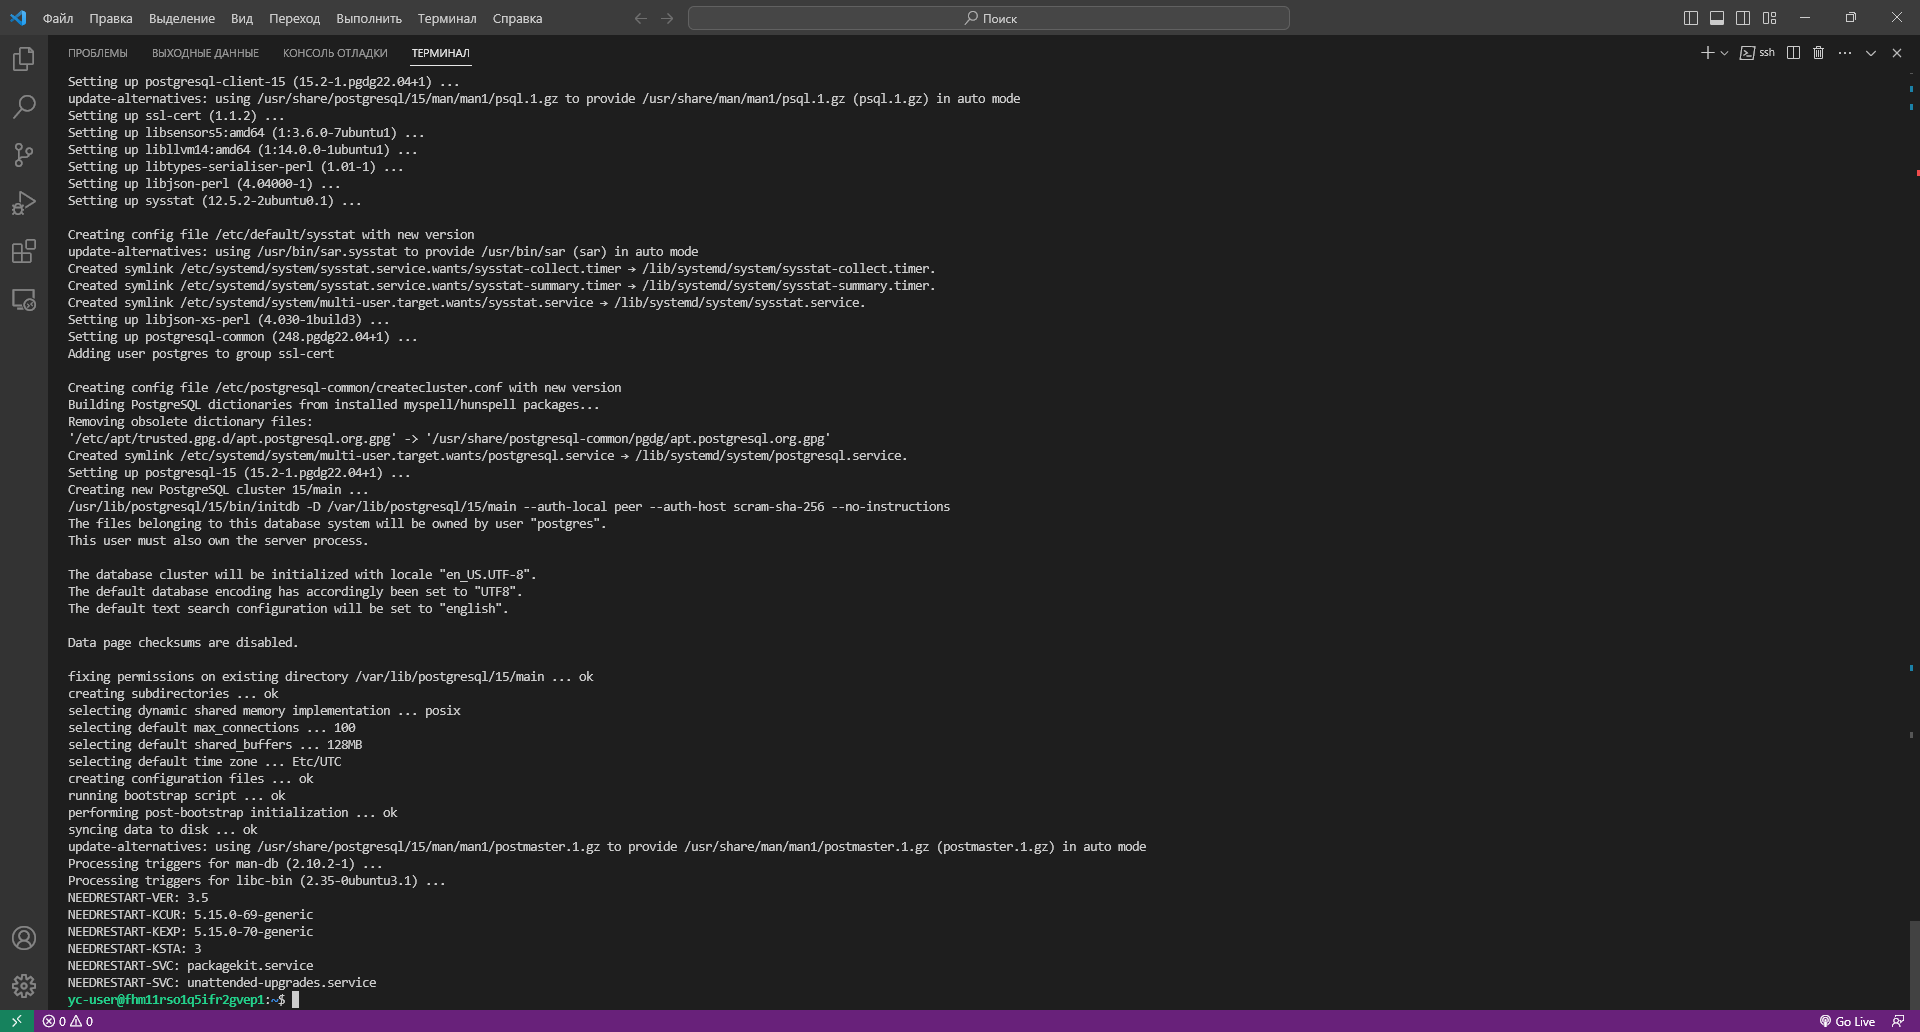 Файл Правка Выделение Вид Переход Выполнить Терминал Справка Поиск
ПРОБЛЕМЫ ВЫХОДНЫЕ ДАННЫЕ КОНСОЛЬ ОТЛАДКИ ТЕРМИНАЛ ssh
Setting up postgresql-client-15 (15.2-1.pgdg22.04+1) ...
update-alternatives: using /usr/share/postgresql/15/man/man1/psql.1.gz to provide /usr/share/man/man1/psql.1.gz (psql.1.gz) in auto mode
Setting up ssl-cert (1.1.2) ...
Setting up libsensors5:amd64 (1:3.6.0-7ubuntu1) ...
Setting up libllvm14:amd64 (1:14.0.0-1ubuntu1) ...
Setting up libtypes-serialiser-perl (1.01-1) ...
Setting up libjson-perl (4.04000-1) ...
Setting up sysstat (12.5.2-2ubuntu0.1) ...
Creating config file /etc/default/sysstat with new version
update-alternatives: using /usr/bin/sar.sysstat to provide /usr/bin/sar (sar) in auto mode
Created symlink /etc/systemd/system/sysstat.service.wants/sysstat-collect.timer → /lib/systemd/system/sysstat-collect.timer.
Created symlink /etc/systemd/system/sysstat.service.wants/sysstat-summary.timer → /lib/systemd/system/sysstat-summary.timer.
Created symlink /etc/systemd/system/multi-user.target.wants/sysstat.service → /lib/systemd/system/sysstat.service.
Setting up libjson-xs-perl (4.030-1build3) ...
Setting up postgresql-common (248.pgdg22.04+1) ...
Adding user postgres to group ssl-cert
Creating config file /etc/postgresql-common/createcluster.conf with new version
Building PostgreSQL dictionaries from installed myspell/hunspell packages...
Removing obsolete dictionary files:
'/etc/apt/trusted.gpg.d/apt.postgresql.org.gpg' -> '/usr/share/postgresql-common/pgdg/apt.postgresql.org.gpg'
Created symlink /etc/systemd/system/multi-user.target.wants/postgresql.service → /lib/systemd/system/postgresql.service.
Setting up postgresql-15 (15.2-1.pgdg22.04+1) ...
Creating new PostgreSQL cluster 15/main ...
/usr/lib/postgresql/15/bin/initdb -D /var/lib/postgresql/15/main --auth-local peer --auth-host scram-sha-256 --no-instructions
The files belonging to this database system will be owned by user "postgres".
This user must also own the server process.
The database cluster will be initialized with locale "en_US.UTF-8".
The default database encoding has accordingly been set to "UTF8".
The default text search configuration will be set to "english".
Data page checksums are disabled.
fixing permissions on existing directory /var/lib/postgresql/15/main ... ok
creating subdirectories ... ok
selecting dynamic shared memory implementation ... posix
selecting default max_connections ... 100
selecting default shared_buffers ... 128MB
selecting default time zone ... Etc/UTC
creating configuration files ... ok
running bootstrap script ... ok
performing post-bootstrap initialization ... ok
syncing data to disk ... ok
update-alternatives: using /usr/share/postgresql/15/man/man1/postmaster.1.gz to provide /usr/share/man/man1/postmaster.1.gz (postmaster.1.gz) in auto mode
Processing triggers for man-db (2.10.2-1) ...
Processing triggers for libc-bin (2.35-0ubuntu3.1) ...
NEEDRESTART-VER: 3.5
NEEDRESTART-KCUR: 5.15.0-69-generic
NEEDRESTART-KEXP: 5.15.0-70-generic
NEEDRESTART-KSTA: 3
NEEDRESTART-SVC: packagekit.service
NEEDRESTART-SVC: unattended-upgrades.service
yc-user@fhm11rso1q5ifr2gvep1:~$
0 0 Go Live